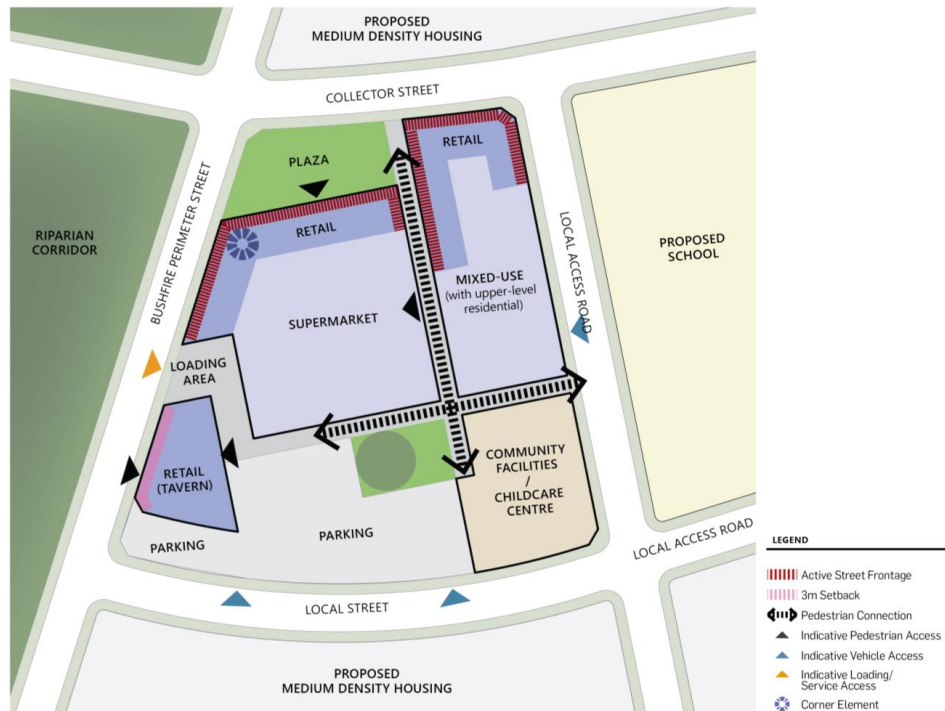 PROPOSED
MEDIUM DENSITY HOUSING
COLLECTOR STREET
PLAZA
RETAIL
BUSHFIRE PERIMETER STREET
RIPARIAN
CORRIDOR
RETAIL
LOCAL ACCESS ROAD
PROPOSED
SCHOOL
MIXED-USE
(with upper-level
residential)
SUPERMARKET
LOADING
AREA
RETAIL
(TAVERN)
COMMUNITY
FACILITIES
/
CHILDCARE
CENTRE
PARKING
PARKING
LOCAL ACCESS ROAD
LOCAL STREET
PROPOSED
MEDIUM DENSITY HOUSING
LEGEND
Active Street Frontage
3m Setback
Pedestrian Connection
Indicative Pedestrian Access
Indicative Vehicle Access
Indicative Loading/
Service Access
Corner Element